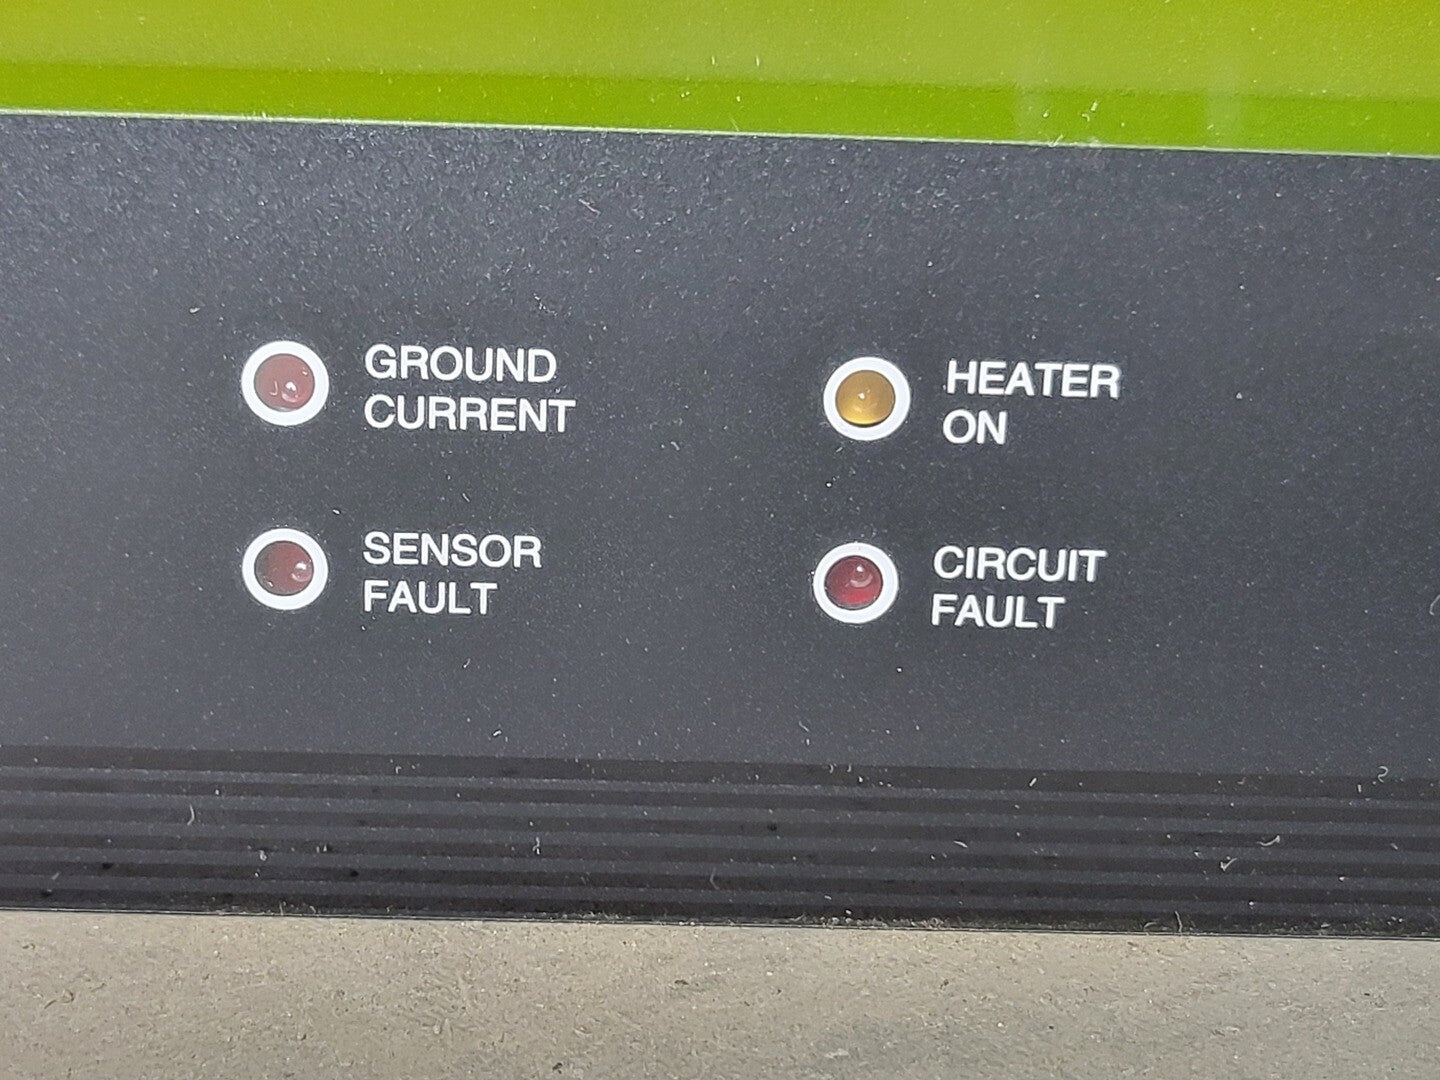 GROUND
CURRENT
HEATER
ON
SENSOR
FAULT
CIRCUIT
FAULT